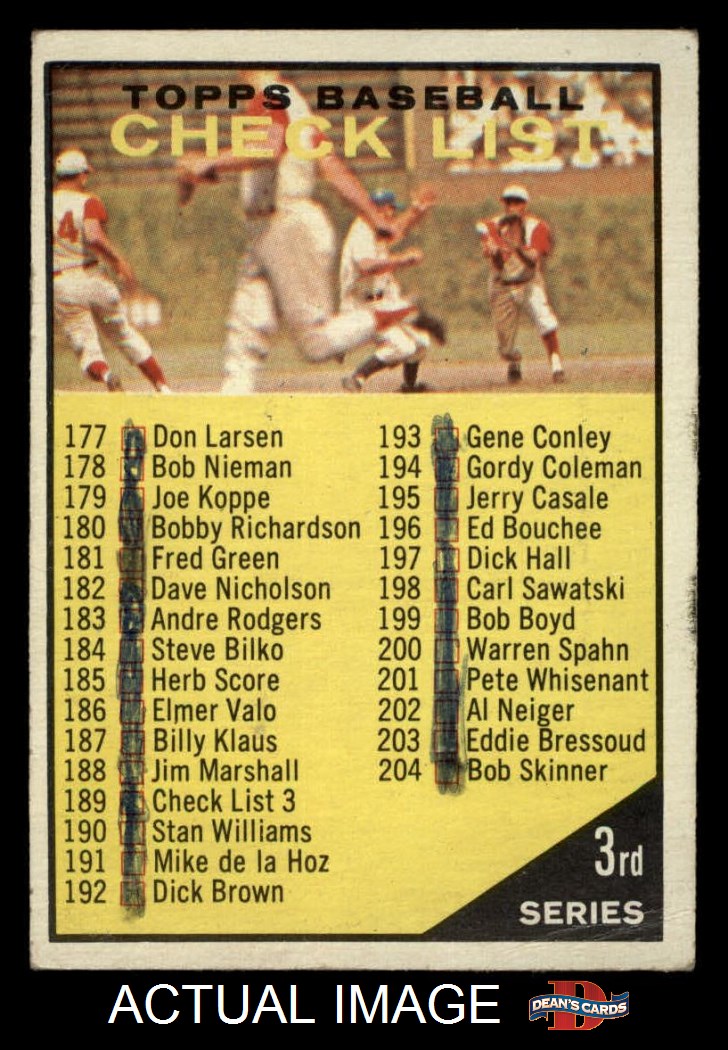 TOPPS BASEBALL
CHECK LIST
4
177 Don Larsen
178 Bob Nieman
179 Joe Koppe
180 Bobby Richardson
181 Fred Green
182 Dave Nicholson
183 Andre Rodgers
184 Steve Bilko
185 Herb Score
186 Elmer Valo
187 Billy Klaus
188 Jim Marshall
189 Check List 3
190 Stan Williams
191 Mike de la Hoz
192 Dick Brown
193 Gene Conley
194 Gordy Coleman
195 Jerry Casale
196 Ed Bouchee
197 Dick Hall
198 Carl Sawatski
199 Bob Boyd
200 Warren Spahn
201 Pete Whisenant
202 Al Neiger
203 Eddie Bressoud
204 Bob Skinner
3rd
SERIES
ACTUAL IMAGE
D
DEAN'S CARDS